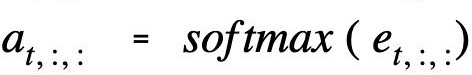 a_{t,:,:} = softmax ( e_{t,:,:} )